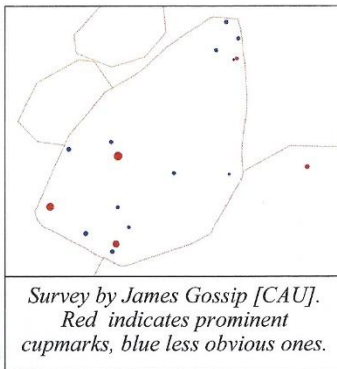 Survey by James Gossip [CAU].
Red indicates prominent
cupmarks, blue less obvious ones.